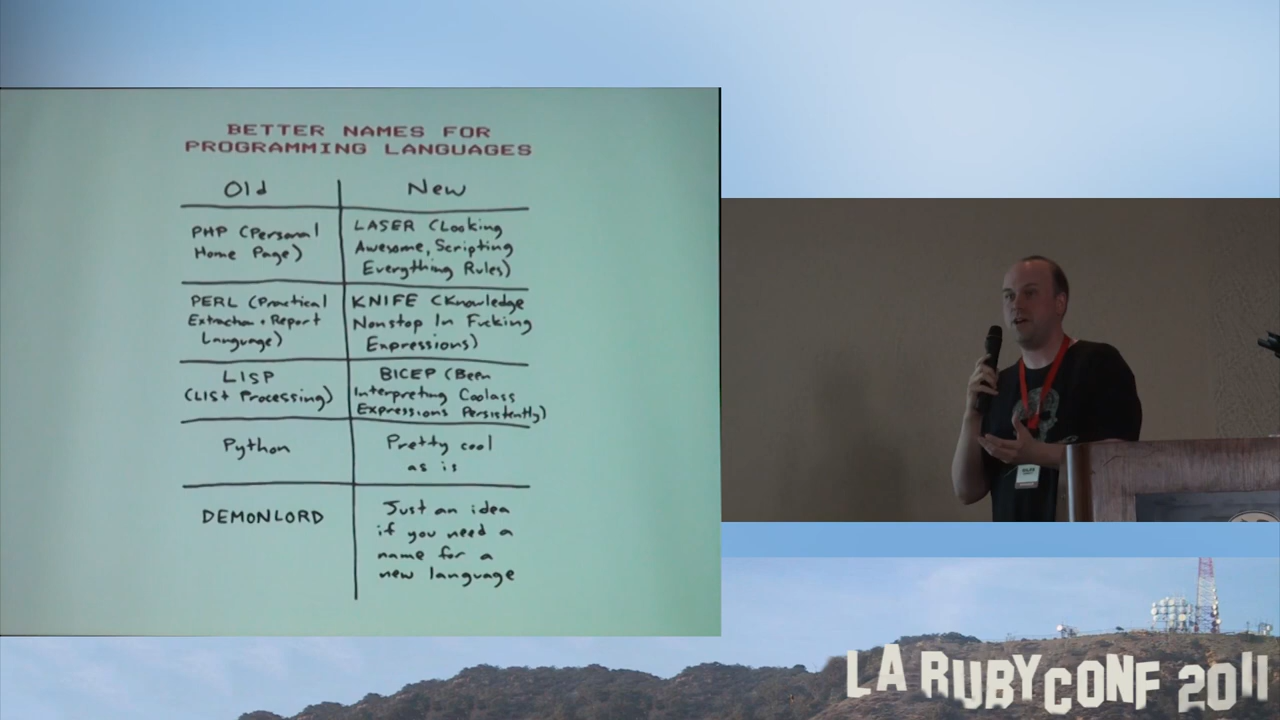 BETTER NAMES FOR
PROGRAMMING LANGUAGES
Old
New
PHP (Personal
Home Page)
LASER (Looking
Awesome, Scripting
Everything Rules)
PERL (Practical
Extraction + Report
Language)
KNIFE (Knowledge
Nonstop In Fucking
Expressions)
LISP
(LISt Processing)
BICEP (Been
Interpreting Coolass
Expressions Persistently)
Python
Pretty cool
as is
DEMONLORD
Just an idea
if you need a
name for a
new language
LA RUBYCONF 2011